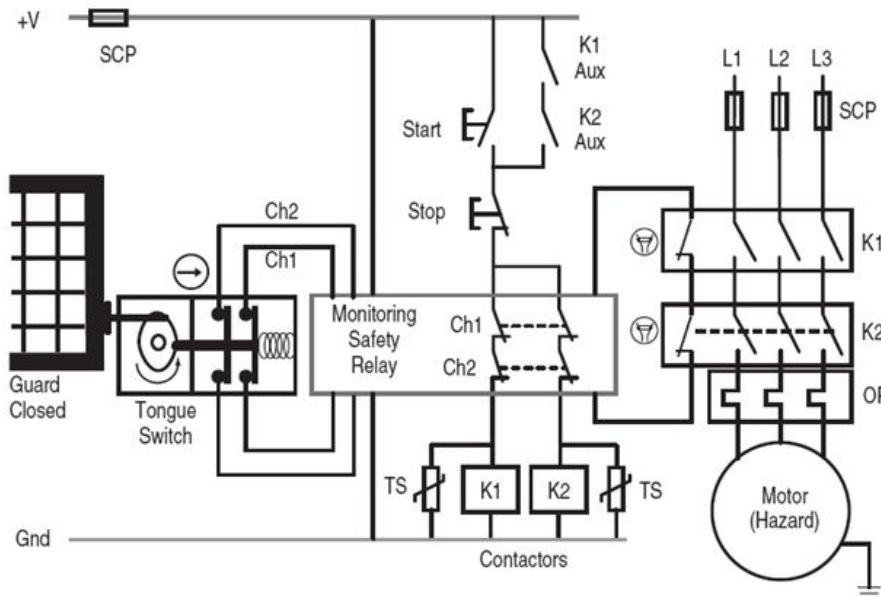 +V
SCP
K1
Aux
K2
Aux
Start
Stop
L1 L2 L3
SCP
Ch2
Ch1
K1
K2
Monitoring
Safety
Relay
Ch1
Ch2
Guard
Closed
Tongue
Switch
TS
K1
K2
TS
Motor
(Hazard)
Gnd
Contactors